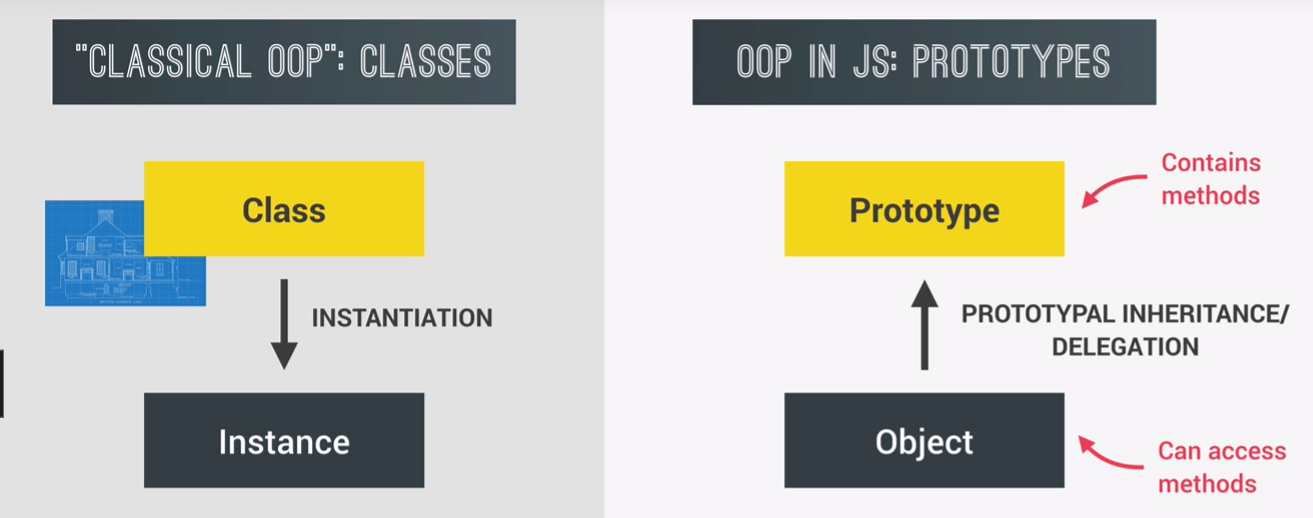 "CLASSICAL OOP": CLASSES
Class
INSTANTIATION
Instance
OOP IN JS: PROTOTYPES
Prototype
Contains
methods
PROTOTYPAL INHERITANCE/
DELEGATION
Object
Can access
methods